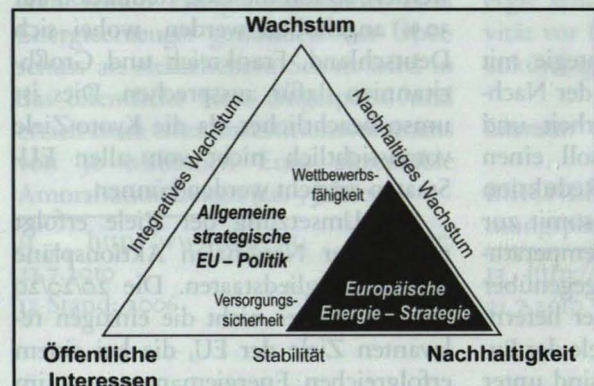 Wachstum
Integratives Wachstum
Nachhaltiges Wachstum
Wettbewerbs-
fähigkeit
Allgemeine
strategische
EU – Politik
Versorgungs-
sicherheit
Europäische
Energie – Strategie
Öffentliche
Interessen
Stabilität
Nachhaltigkeit